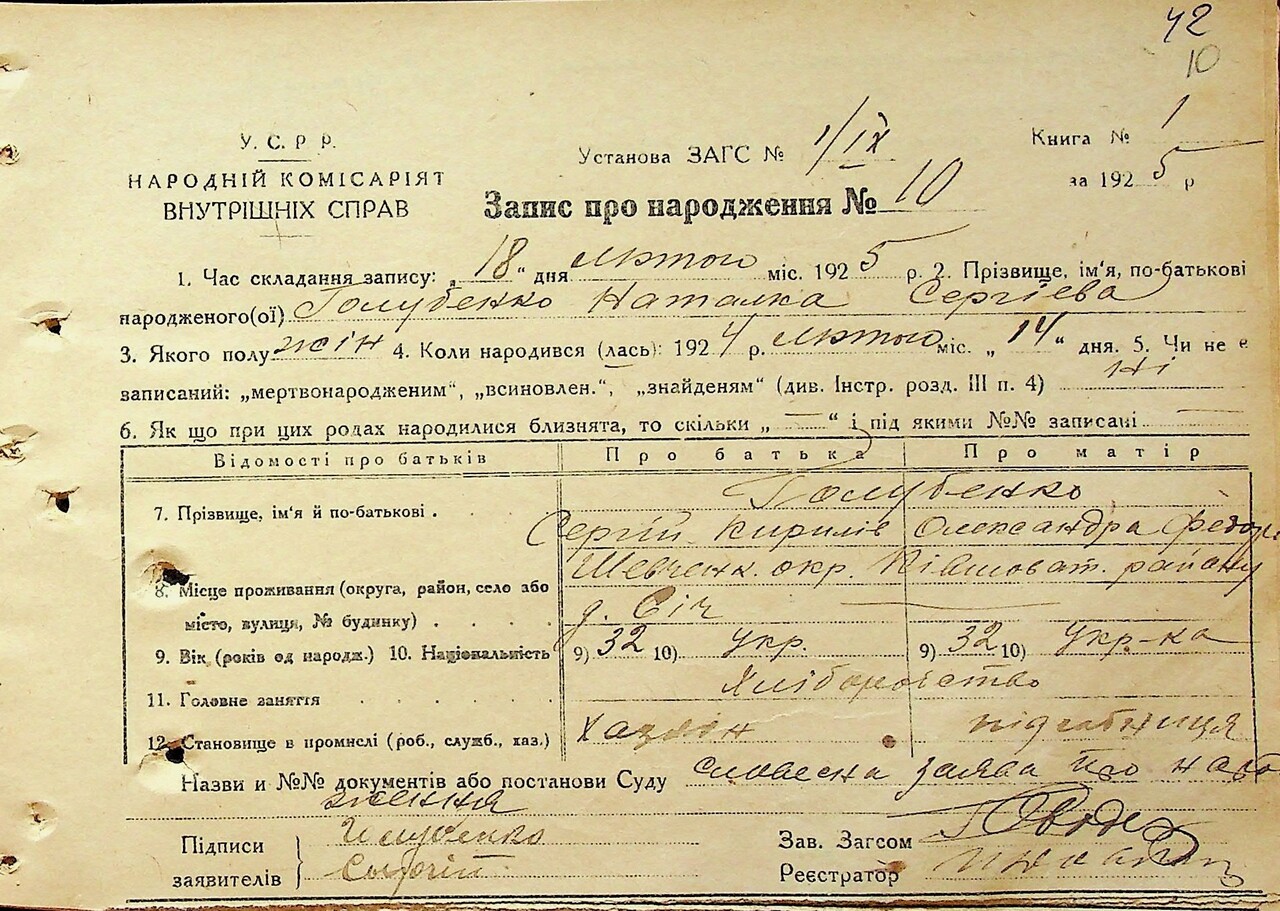 42
10
У. С. Р. Р.
НАРОДНІЙ КОМІСАРІЯТ
ВНУТРІШНІХ СПРАВ
Установа ЗАГС № 1/IX
Книга № 1
за 1925 р
Запис про народження № 10
1. Час складання запису: „18“ дня лютого міс. 1925 р. 2. Прізвище, ім'я, по-батькові
народженого(ої) Голубенко Наталка Сергієва
3. Якого полу жін 4. Коли народився (лась): 1924 р. лютого міс. „14“ дня. 5. Чи не є
записаний: „мертвонародженим“, „всиновлен.“, „знайденям“ (див. Інстр. розд. III п. 4) Ні
6. Як що при цих родах народилися близнята, то скільки „—“ і під якими №№ записані —
Відомості про батьків Про батька Про матір
7. Прізвище, ім'я й по-батькові . Голубенко
Сергій Кирилів Олександра Федор.
8. Місце проживання (округа, район, село або Шевченк. окр. район
місто, вулиця, № будинку) . . . . д. Січ
9. Вік (років од народж.) 10. Національність 9) 32 10) Укр. 9) 32 10) Укр-ка
11. Головне заняття . . . . . Хліборобство
12. Становище в промислі (роб., служб., хаз.) Хазяїн
Назви и №№ документів або постанови Суду словесна заява про наро
ження
Підписи Голубенко
заявителів Сергій
Зав. Загсом
Реєстратор